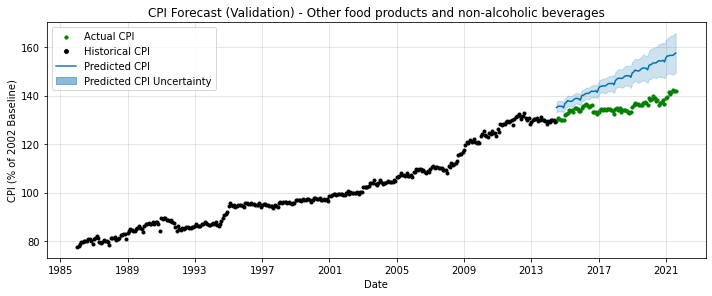 CPI Forecast (Validation) - Other food products and non-alcoholic beverages
Actual CPI
Historical CPI
Predicted CPI
Predicted CPI Uncertainty
CPI (% of 2002 Baseline)
160
140
120
100
80
1985 1989 1993 1997 2001 2005 2009 2013 2017 2021
Date